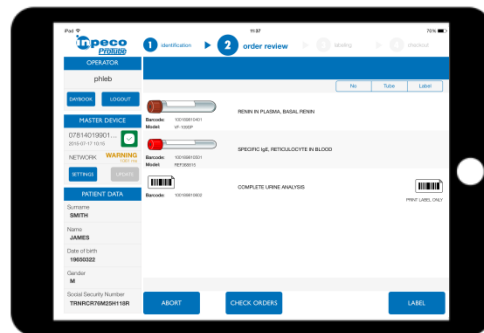 iPad
11:37
75%
inpeco
ProTube
1 identification
2 order review
3 labeling
4 checkout
OPERATOR
phleb
DAYBOOK
LOGOUT
No
Tube
Label
MASTER DEVICE
07814019901...
2015-07-17 10:15
NETWORK WARNING
SETTINGS
UPDATE
RENIN IN PLASMA, BASAL RENIN
Barcode:
Model:
SPECIFIC IgE, RETICULOCYTE IN BLOOD
Barcode:
Model:
COMPLETE URINE ANALYSIS
Barcode:
PRINT LABEL ONLY
PATIENT DATA
Surname
SMITH
Name
JAMES
Date of birth
19650322
Gender
M
Social Security Number
TRNRCR76M25H118R
ABORT
CHECK ORDERS
LABEL